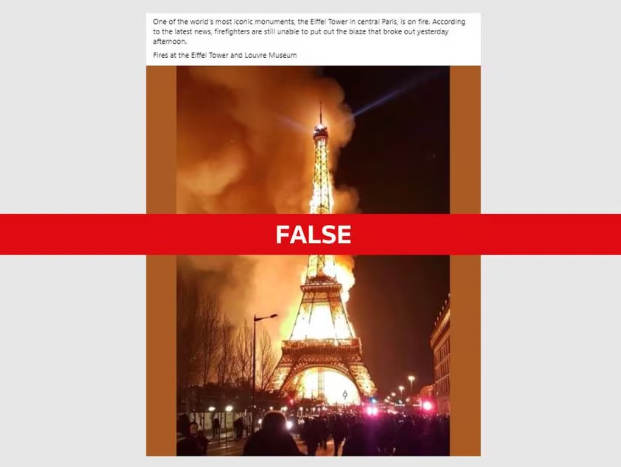 One of the world's most iconic monuments, the Eiffel Tower in central Paris, is on fire. According
to the latest news, firefighters are still unable to put out the blaze that broke out yesterday
afternoon.
Fires at the Eiffel Tower and Louvre Museum
FALSE